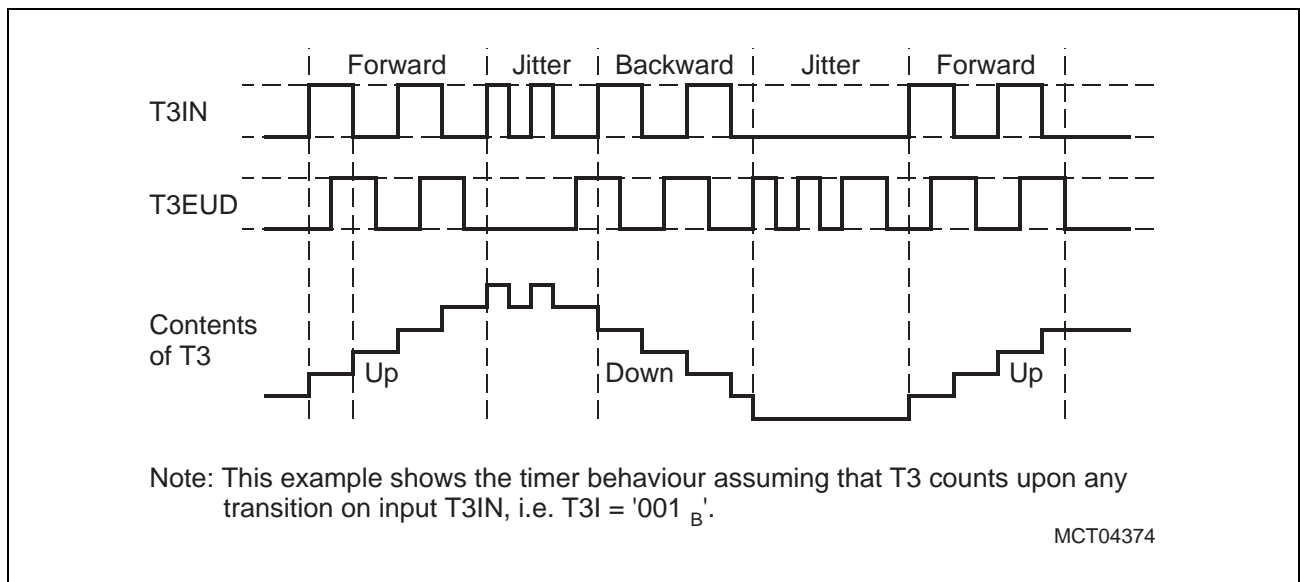 Forward Jitter Backward Jitter Forward
T3IN
T3EUD
Contents
of T3
Up Down Up
Note: This example shows the timer behaviour assuming that T3 counts upon any
transition on input T3IN, i.e. T3I = '001 B'.
MCT04374